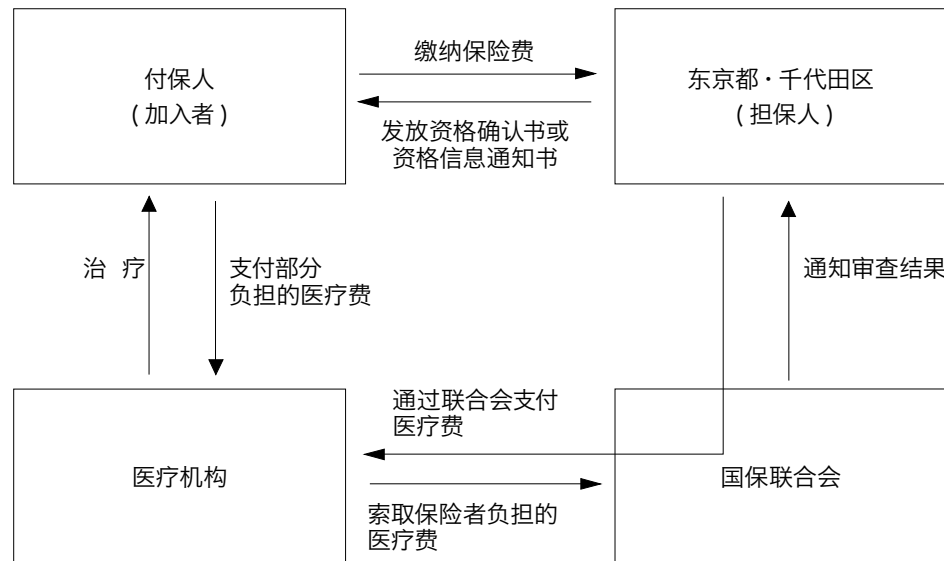 付保人
( 加入者 )
缴纳保险费
发放资格确认书或
资格信息通知书
东京都・千代田区
( 担保人 )
治 疗
支付部分
负担的医疗费
通知审查结果
通过联合会支付
医疗费
医疗机构
国保联合会
索取保险者负担的
医疗费